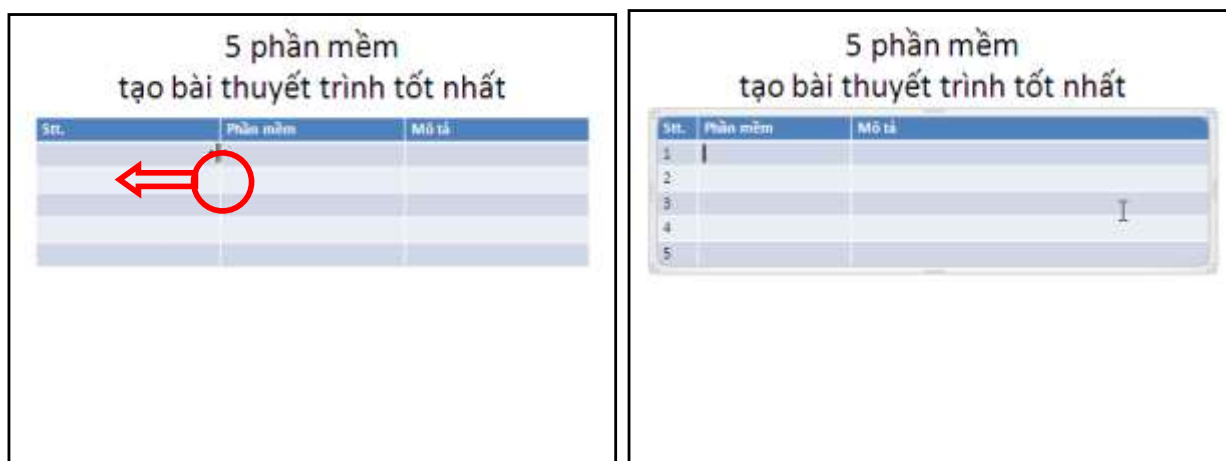 5 phần mềm
tạo bài thuyết trình tốt nhất
Stt. Phần mềm Mô tả
5 phần mềm
tạo bài thuyết trình tốt nhất
Stt. Phần mềm Mô tả
1
2
3
4
5